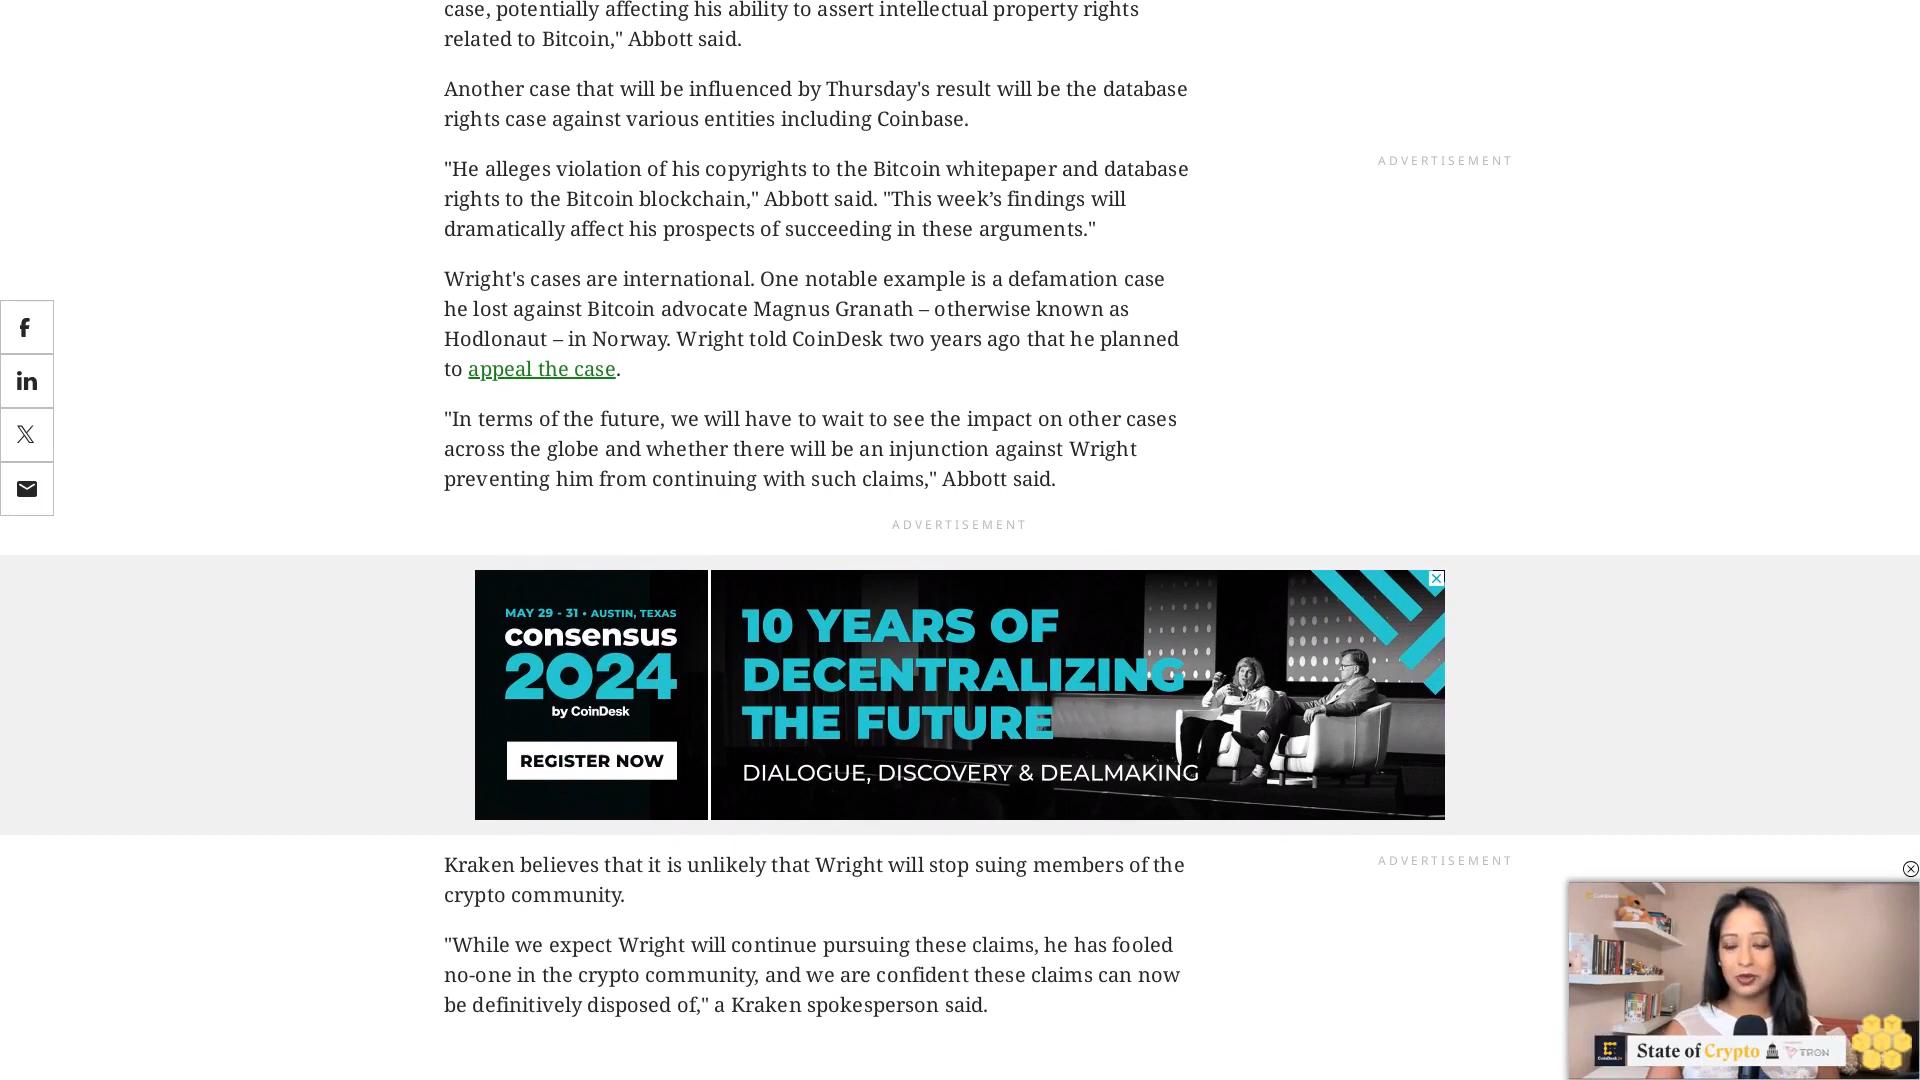 case, potentially affecting his ability to assert intellectual property rights
related to Bitcoin," Abbott said.
Another case that will be influenced by Thursday's result will be the database
rights case against various entities including Coinbase.
ADVERTISEMENT
"He alleges violation of his copyrights to the Bitcoin whitepaper and database
rights to the Bitcoin blockchain," Abbott said. "This week’s findings will
dramatically affect his prospects of succeeding in these arguments."
Wright's cases are international. One notable example is a defamation case
he lost against Bitcoin advocate Magnus Granath – otherwise known as
Hodlonaut – in Norway. Wright told CoinDesk two years ago that he planned
to appeal the case.
"In terms of the future, we will have to wait to see the impact on other cases
across the globe and whether there will be an injunction against Wright
preventing him from continuing with such claims," Abbott said.
ADVERTISEMENT
MAY 29 - 31 • AUSTIN, TEXAS
consensus
2024
by CoinDesk
REGISTER NOW
10 YEARS OF
DECENTRALIZING
THE FUTURE
DIALOGUE, DISCOVERY & DEALMAKING
Kraken believes that it is unlikely that Wright will stop suing members of the
crypto community.
ADVERTISEMENT
"While we expect Wright will continue pursuing these claims, he has fooled
no-one in the crypto community, and we are confident these claims can now
be definitively disposed of," a Kraken spokesperson said.
State of Crypto
TRON